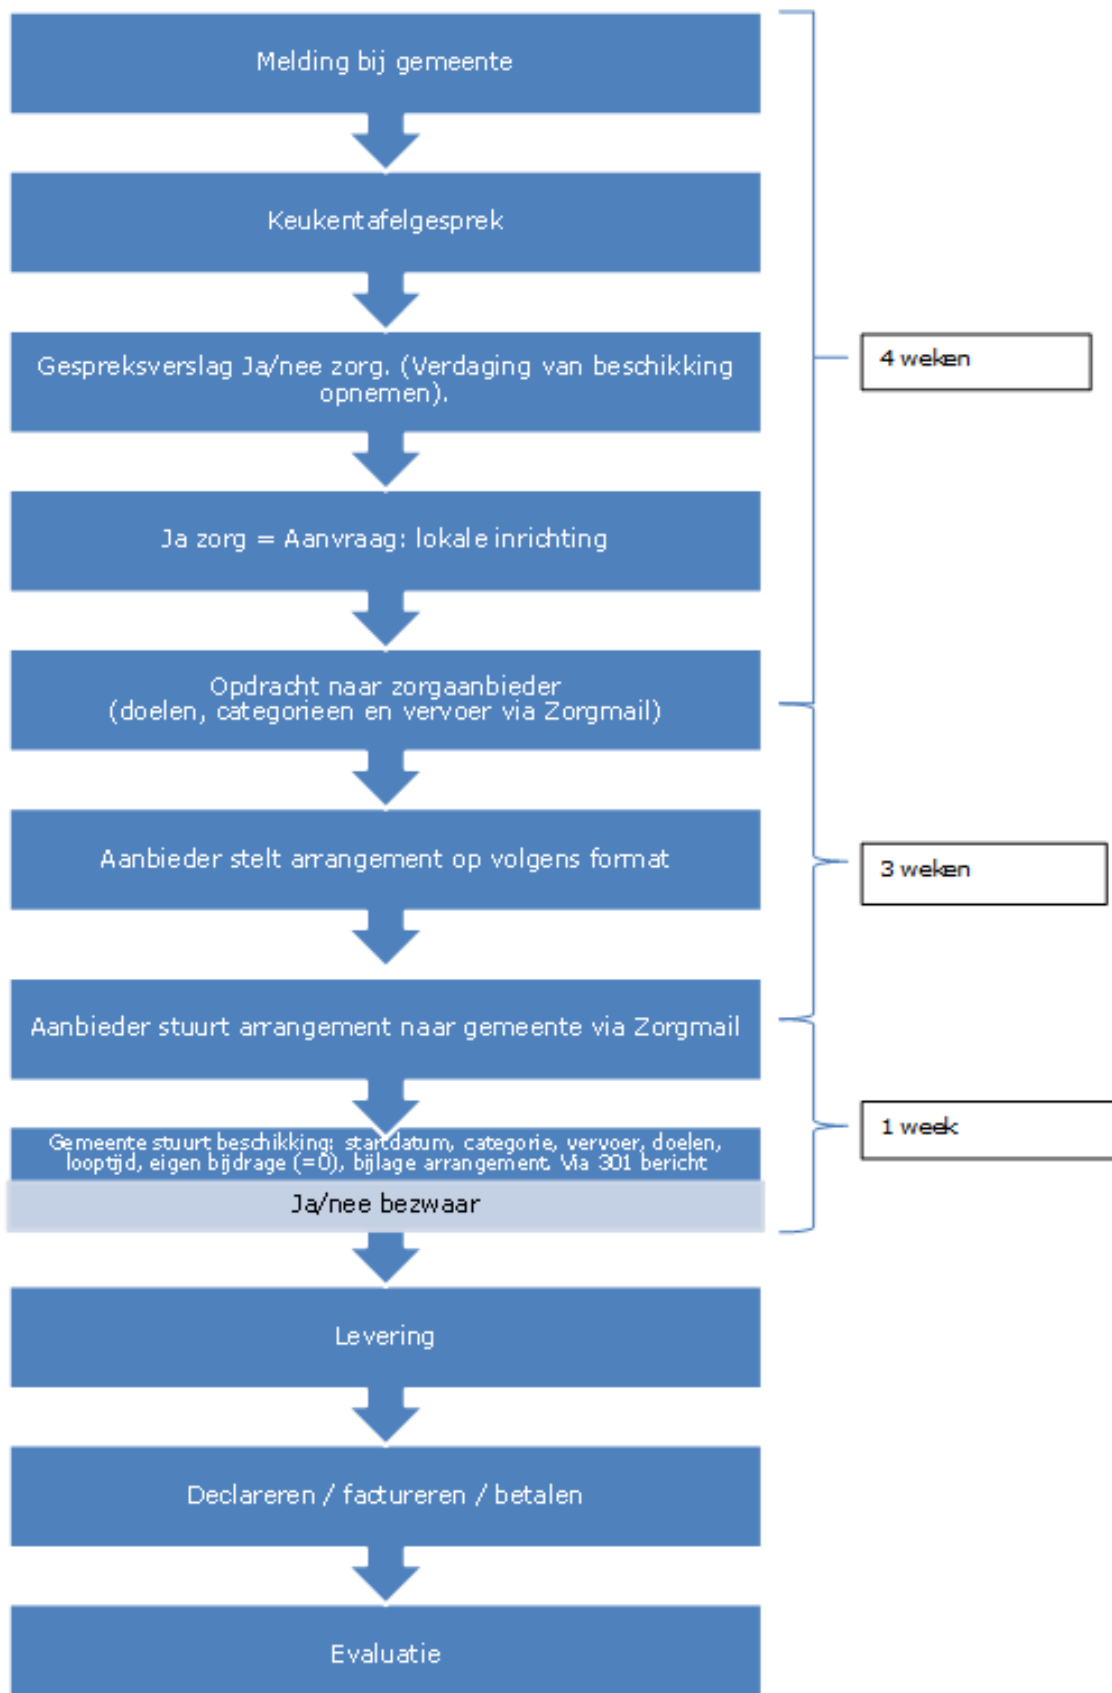 Melding bij gemeente
Keukentafelgesprek
Gespreksverslag Ja/nee zorg. (Verdaging van beschikking
opnemen).
4 weken
Ja zorg = Aanvraag: lokale inrichting
Opdracht naar zorgaanbieder
(doelen, categorieen en vervoer via Zorgmail)
Aanbieder stelt arrangement op volgens format
3 weken
Aanbieder stuurt arrangement naar gemeente via Zorgmail
Gemeente stuurt beschikking: startdatum, categorie, vervoer, doelen,
looptijd, eigen bijdrage (=0), bijlage arrangement. Via 301 bericht
1 week
Ja/nee bezwaar
Levering
Declareren / factureren / betalen
Evaluatie